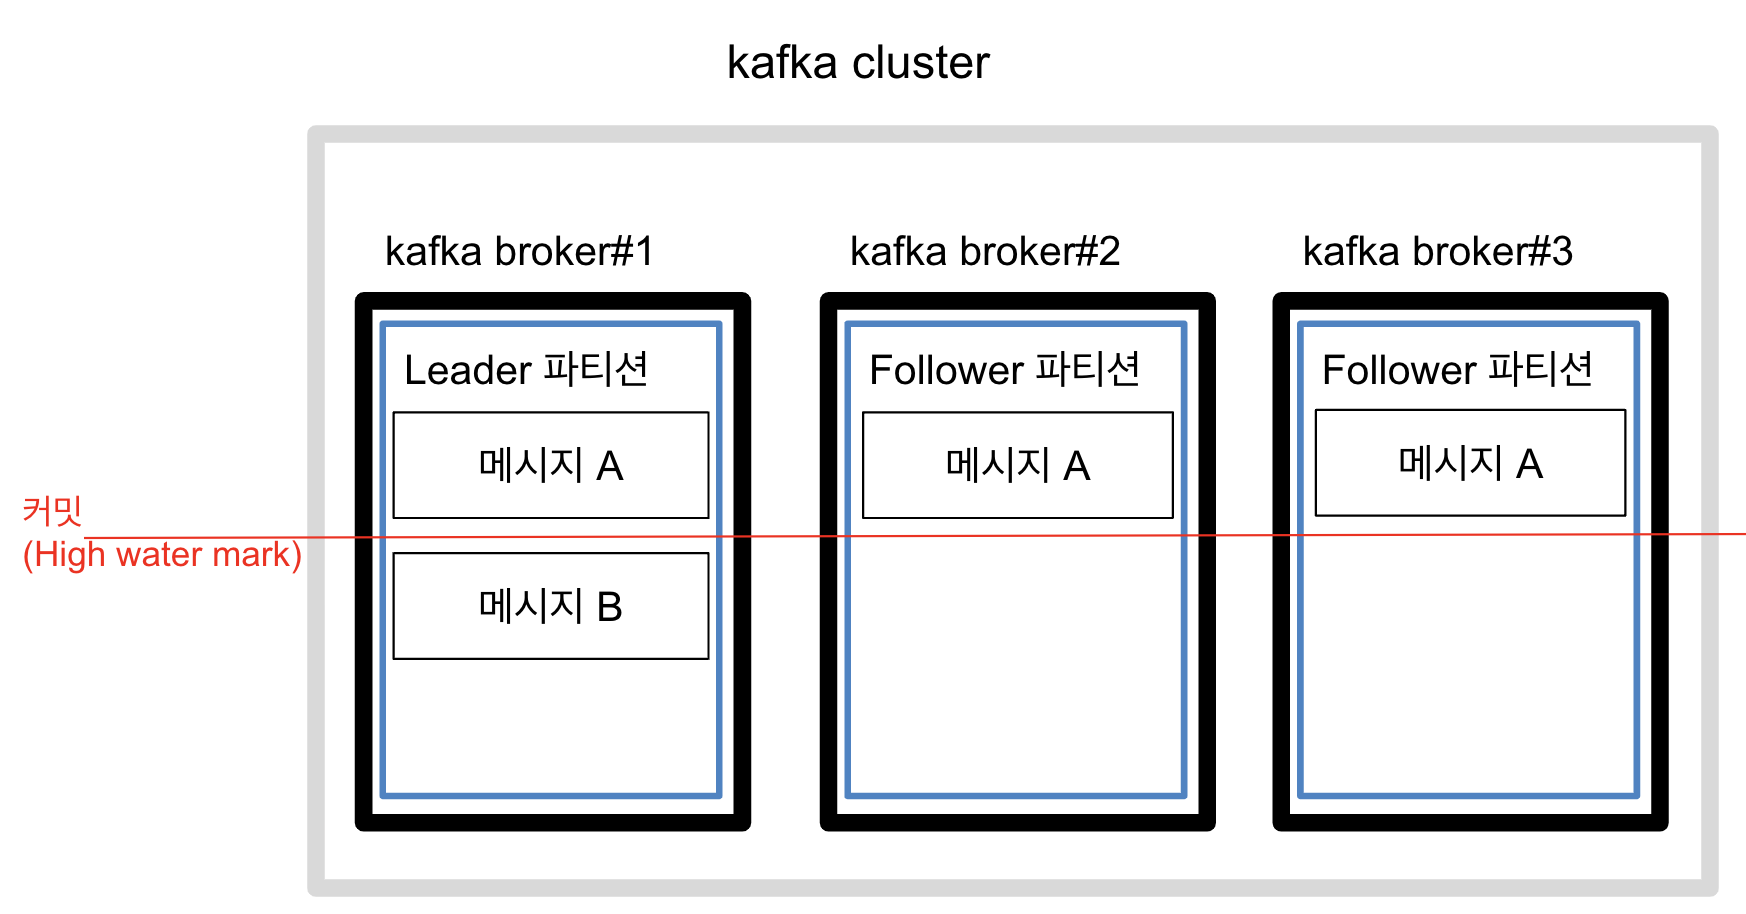 kafka cluster
kafka broker#1
kafka broker#2
kafka broker#3
Leader 파티션
Follower 파티션
Follower 파티션
메시지 A
메시지 A
메시지 A
커밋
(High water mark)
메시지 B